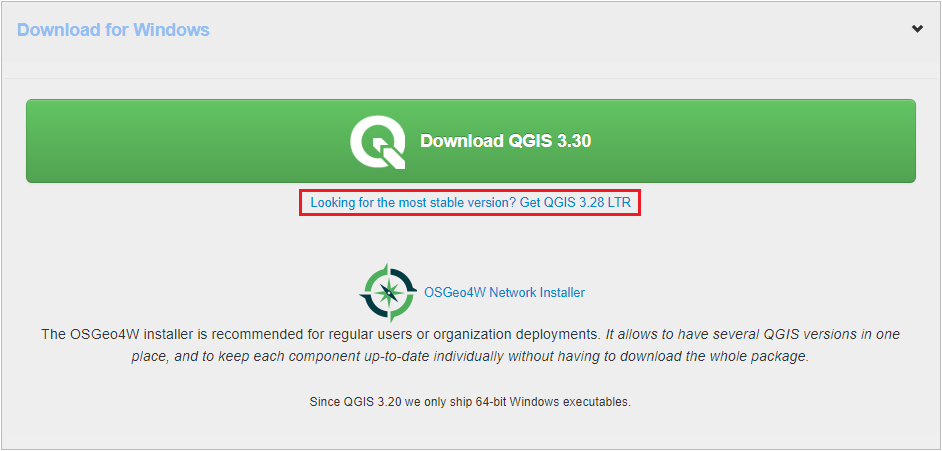 Download for Windows
Download QGIS 3.30
Looking for the most stable version? Get QGIS 3.28 LTR
OSGeo4W Network Installer
The OSGeo4W installer is recommended for regular users or organization deployments. It allows to have several QGIS versions in one
place, and to keep each component up-to-date individually without having to download the whole package.
Since QGIS 3.20 we only ship 64-bit Windows executables.